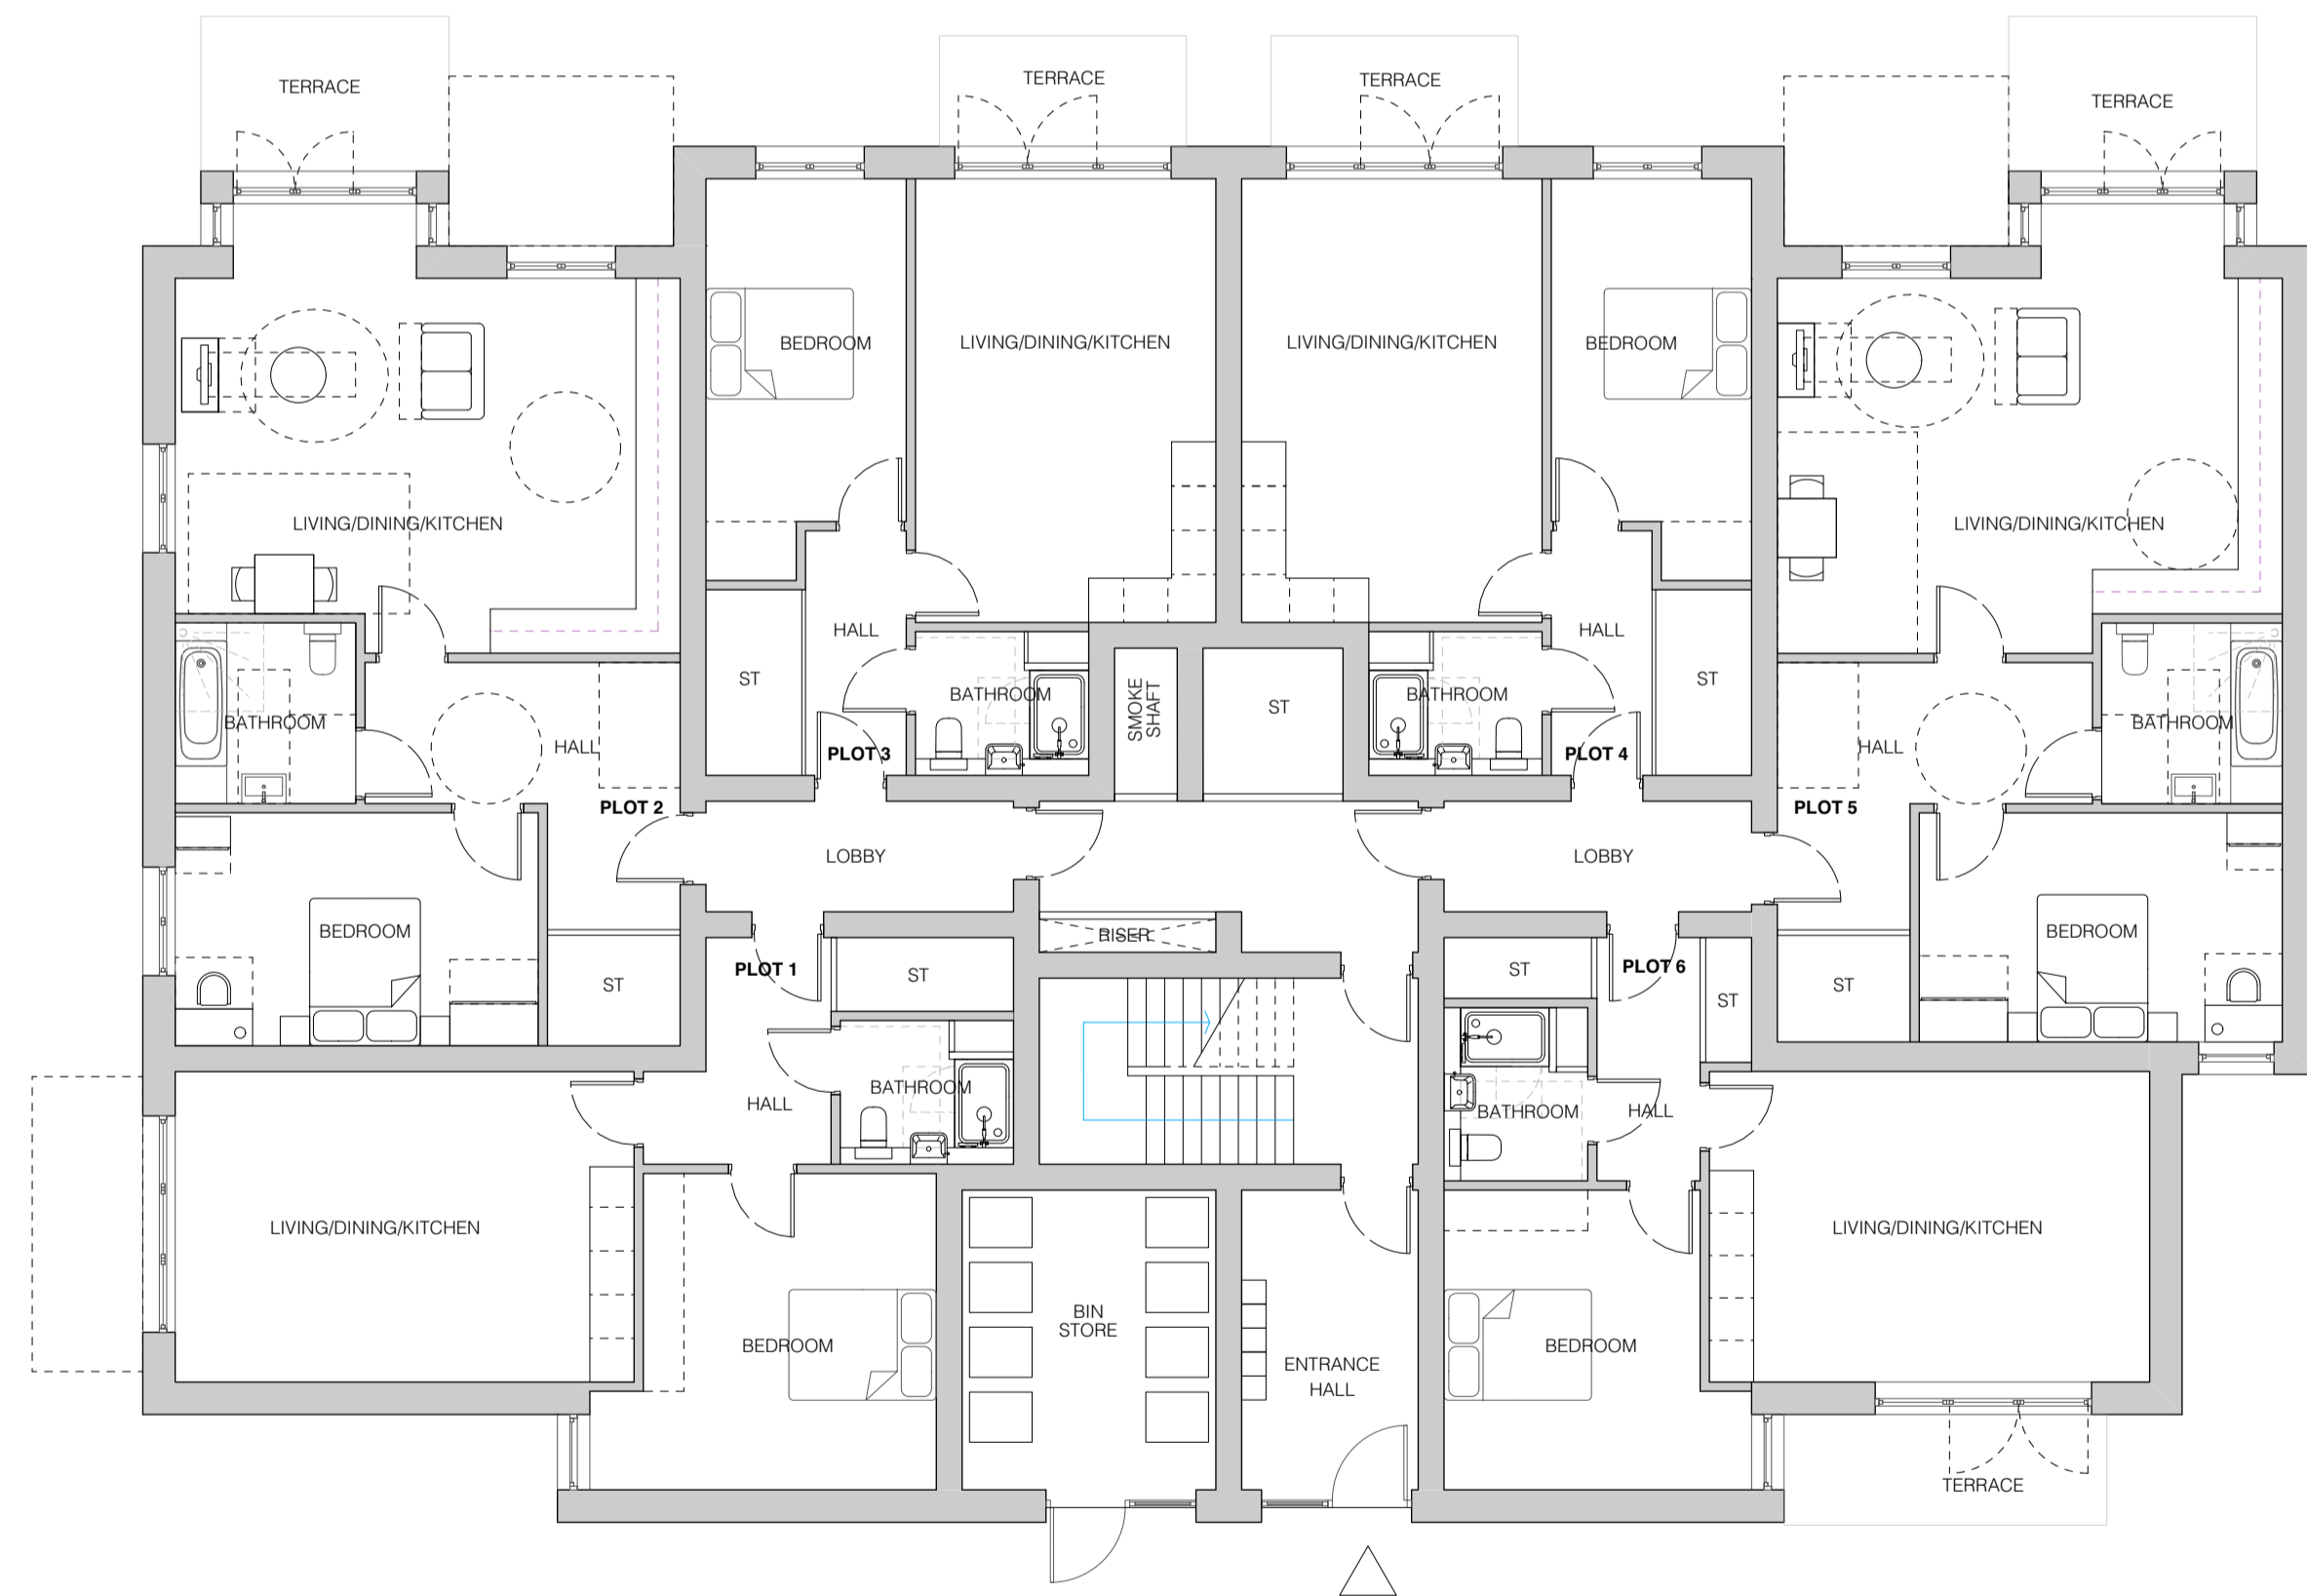 TERRACE
TERRACE
TERRACE
TERRACE
BEDROOM
LIVING/DINING/KITCHEN
LIVING/DINING/KITCHEN
BEDROOM
LIVING/DINING/KITCHEN
LIVING/DINING/KITCHEN
HALL
HALL
ST
BATHROOM
SMOKE
SHAFT
ST
BATHROOM
ST
BATHROOM
HALL
PLOT 3
PLOT 4
HALL
BATHROOM
PLOT 2
PLOT 5
LOBBY
LOBBY
BEDROOM
RISER
BEDROOM
PLOT 1
ST
ST
PLOT 6
ST
ST
ST
BATHROOM
HALL
BATHROOM
HALL
LIVING/DINING/KITCHEN
LIVING/DINING/KITCHEN
BEDROOM
BIN
STORE
BEDROOM
ENTRANCE
HALL
TERRACE